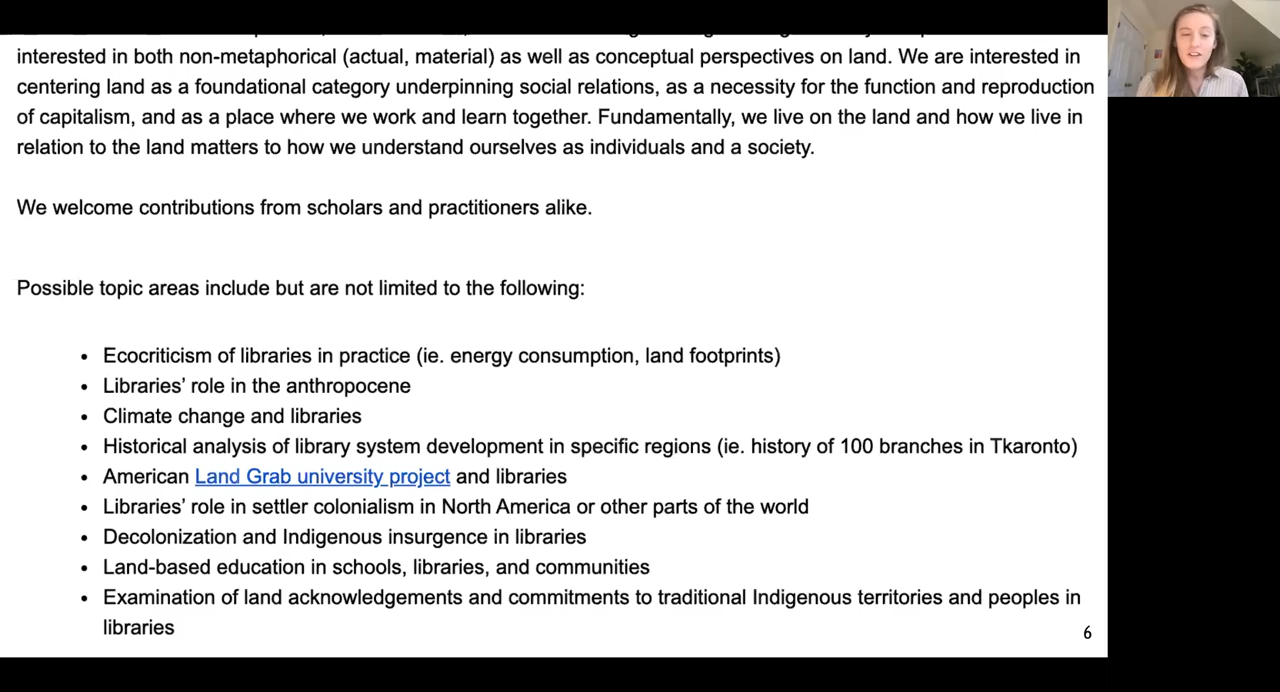 interested in both non-metaphorical (actual, material) as well as conceptual perspectives on land. We are interested in
centering land as a foundational category underpinning social relations, as a necessity for the function and reproduction
of capitalism, and as a place where we work and learn together. Fundamentally, we live on the land and how we live in
relation to the land matters to how we understand ourselves as individuals and a society.
We welcome contributions from scholars and practitioners alike.
Possible topic areas include but are not limited to the following:
• Ecocriticism of libraries in practice (ie. energy consumption, land footprints)
• Libraries' role in the anthropocene
• Climate change and libraries
• Historical analysis of library system development in specific regions (ie. history of 100 branches in Tkaronto)
• American Land Grab university project and libraries
• Libraries' role in settler colonialism in North America or other parts of the world
• Decolonization and Indigenous insurgence in libraries
• Land-based education in schools, libraries, and communities
• Examination of land acknowledgements and commitments to traditional Indigenous territories and peoples in
libraries
6